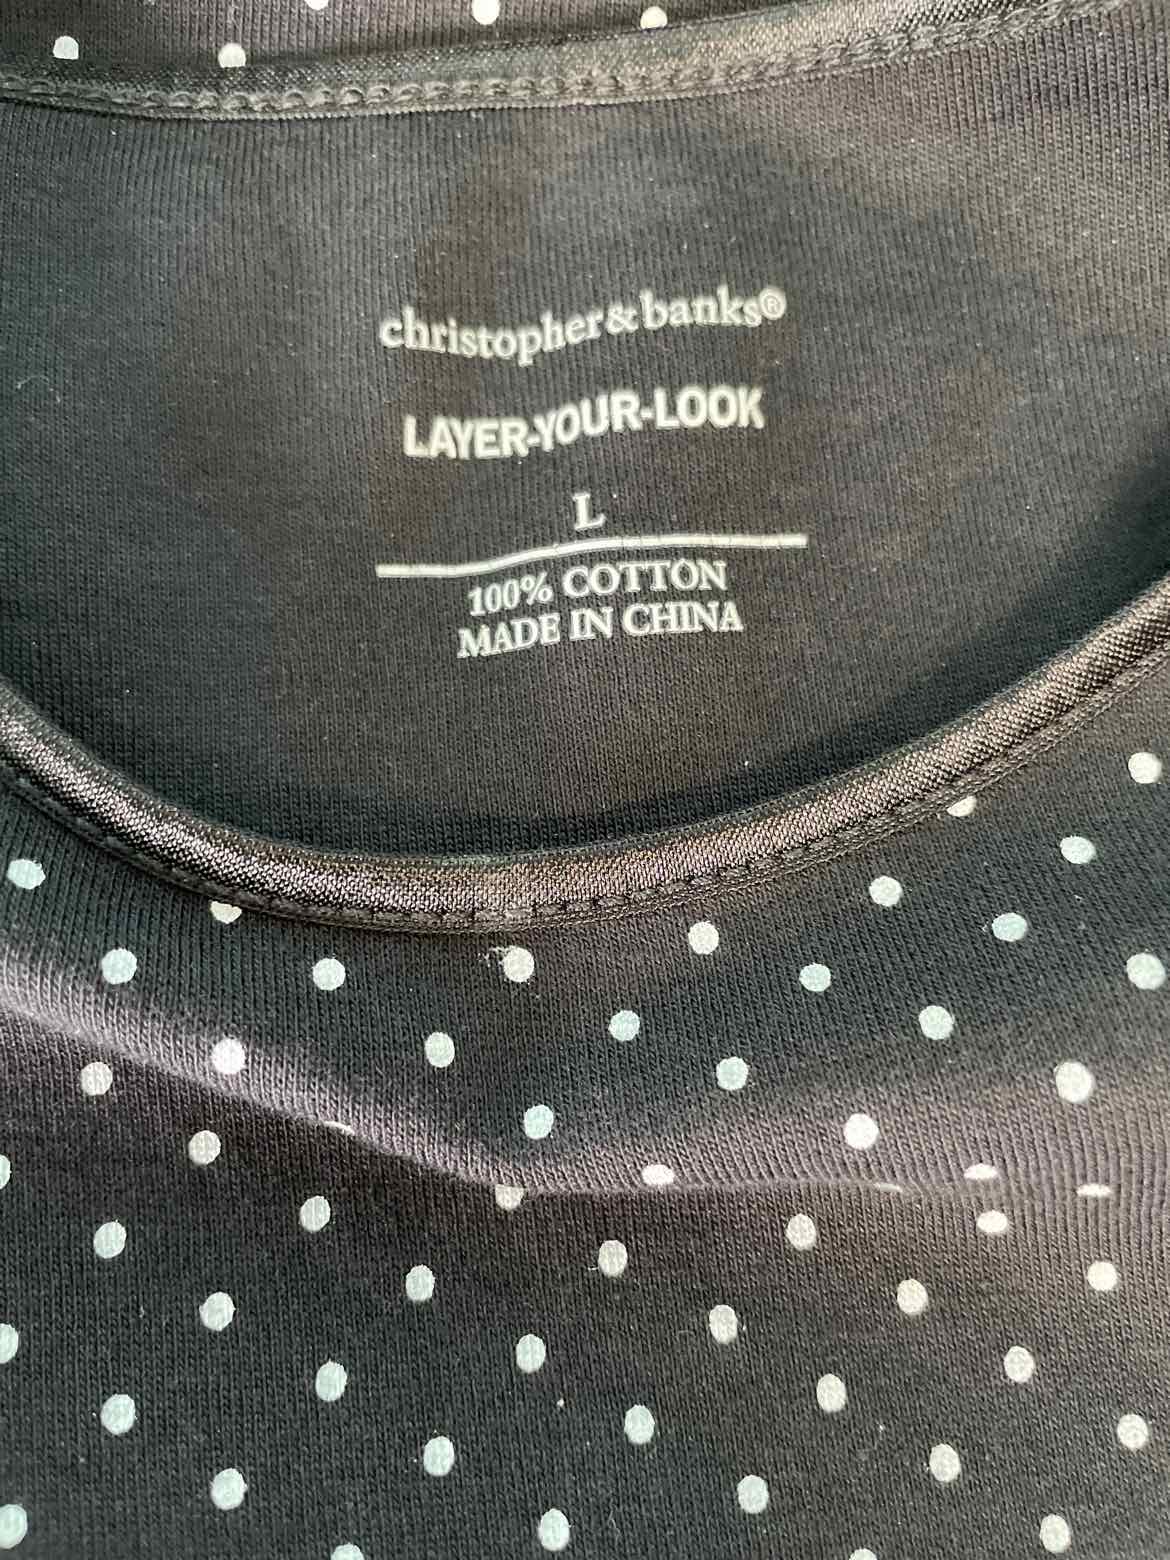 christopher&banks®
LAYER-YOUR-LOOK
L
100% COTTON
MADE IN CHINA